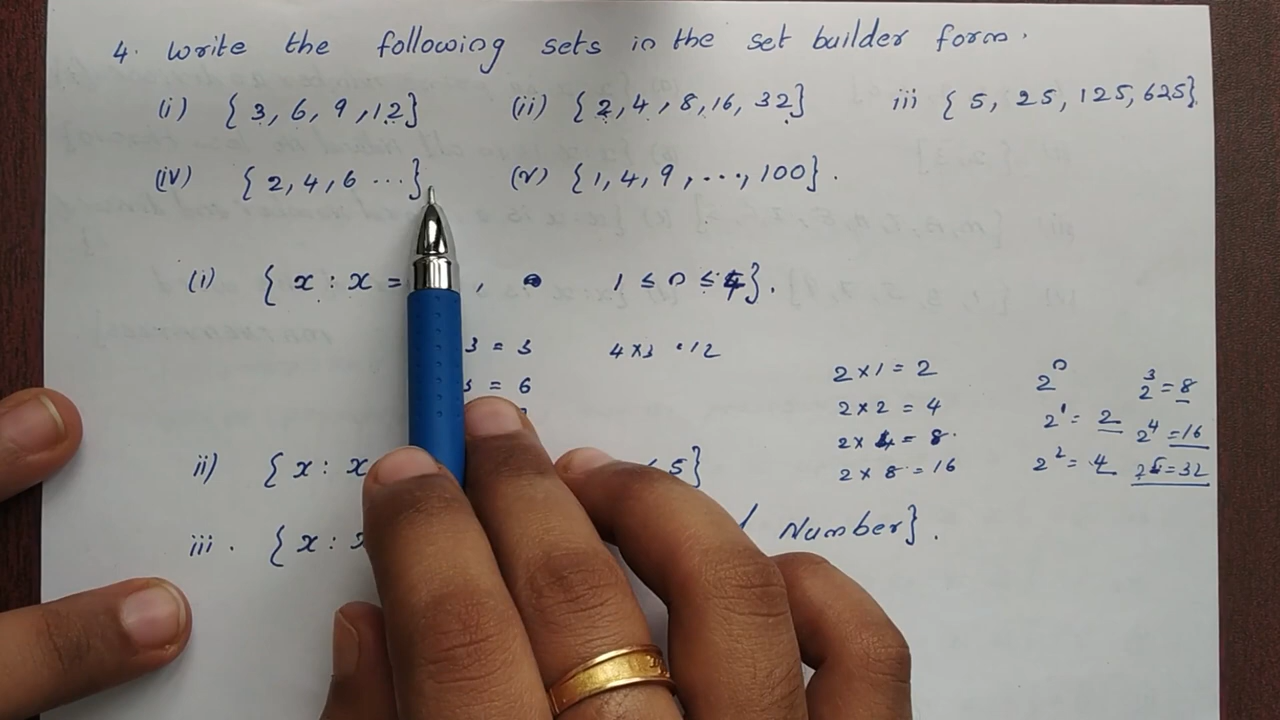 4. Write the following sets in the set builder form.
(i) { 3, 6, 9, 12} (ii) { 2, 4, 8, 16, 32} iii { 5, 25, 125, 625}
(iv) { 2, 4, 6 ...} (v) { 1, 4, 9, ..., 100}.
(i) { x : x = , 1 ≤ n ≤ 4}.
3 = 3 4 x 3 = 12
= 6
2 x 1 = 2
2 x 2 = 4
2 x 4 = 8.
2 x 8 = 16
2ⁿ 2³ = 8
2¹ = 2 2⁴ = 16
2² = 4 2⁵ = 32
ii) { x : x 5}
iii. { x : Number}.